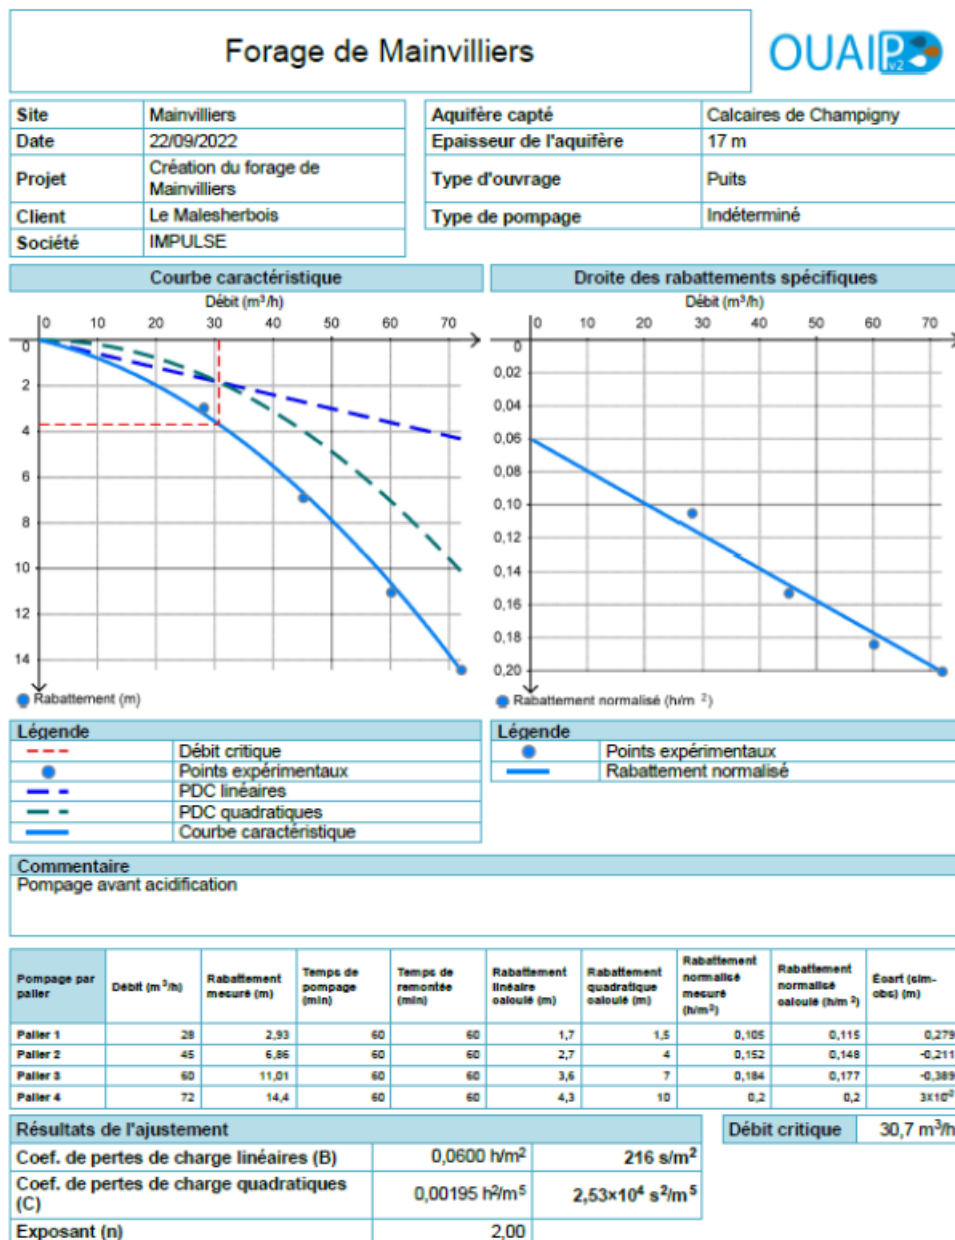 Forage de Mainvilliers
OUAIP v2
Site Mainvilliers
Date 22/09/2022
Projet Création du forage de
Mainvilliers
Client Le Malesherbois
Société IMPULSE
Aquifère capté Calcaires de Champigny
Epaisseur de l'aquifère 17 m
Type d'ouvrage Puits
Type de pompage Indéterminé
Courbe caractéristique
Débit (m³/h)
0 10 20 30 40 50 60 70
0
2
4
6
8
10
12
14
Rabattement (m)
Droite des rabattements spécifiques
Débit (m³/h)
0 10 20 30 40 50 60 70
0
0,02
0,04
0,06
0,08
0,10
0,12
0,14
0,16
0,18
0,20
Rabattement normalisé (h/m ²)
Légende
Débit critique
Points expérimentaux
PDC linéaires
PDC quadratiques
Courbe caractéristique
Légende
Points expérimentaux
Rabattement normalisé
Commentaire
Pompage avant acidification
Pompage par palier Débit (m³/h) Rabattement mesuré (m) Temps de pompage (min) Temps de remontée (min) Rabattement linéaire calculé (m) Rabattement quadratique calculé (m) Rabattement normalisé mesuré (h/m²) Rabattement normalisé calculé (h/m²) Écart (sim-obs) (m)
Palier 1 28 2,93 60 60 1,7 1,5 0,105 0,115 0,279
Palier 2 45 6,86 60 60 2,7 4 0,152 0,148 -0,211
Palier 3 60 11,01 60 60 3,6 7 0,184 0,177 -0,389
Palier 4 72 14,4 60 60 4,3 10 0,2 0,2 3X10⁻²
Résultats de l'ajustement
Coef. de pertes de charge linéaires (B) 0,0600 h/m² 216 s/m²
Coef. de pertes de charge quadratiques
(C) 0,00195 h²/m⁵ 2,53×10⁴ s²/m⁵
Exposant (n) 2,00
Débit critique 30,7 m³/h